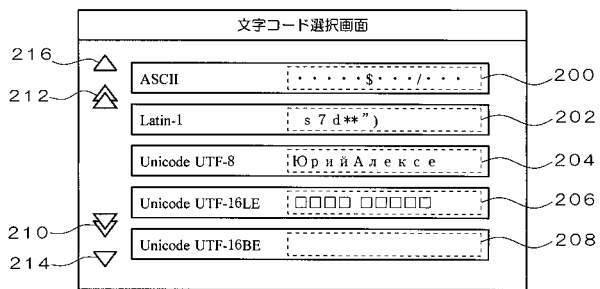 文字コード選択画面
216
ASCII ・・・・・$・・・/・・・ 200
212
Latin-1 s 7 d**”) 202
Unicode UTF-8 ЮрийАлексе 204
Unicode UTF-16LE □□□□ □□□□□ 206
210
Unicode UTF-16BE 208
214